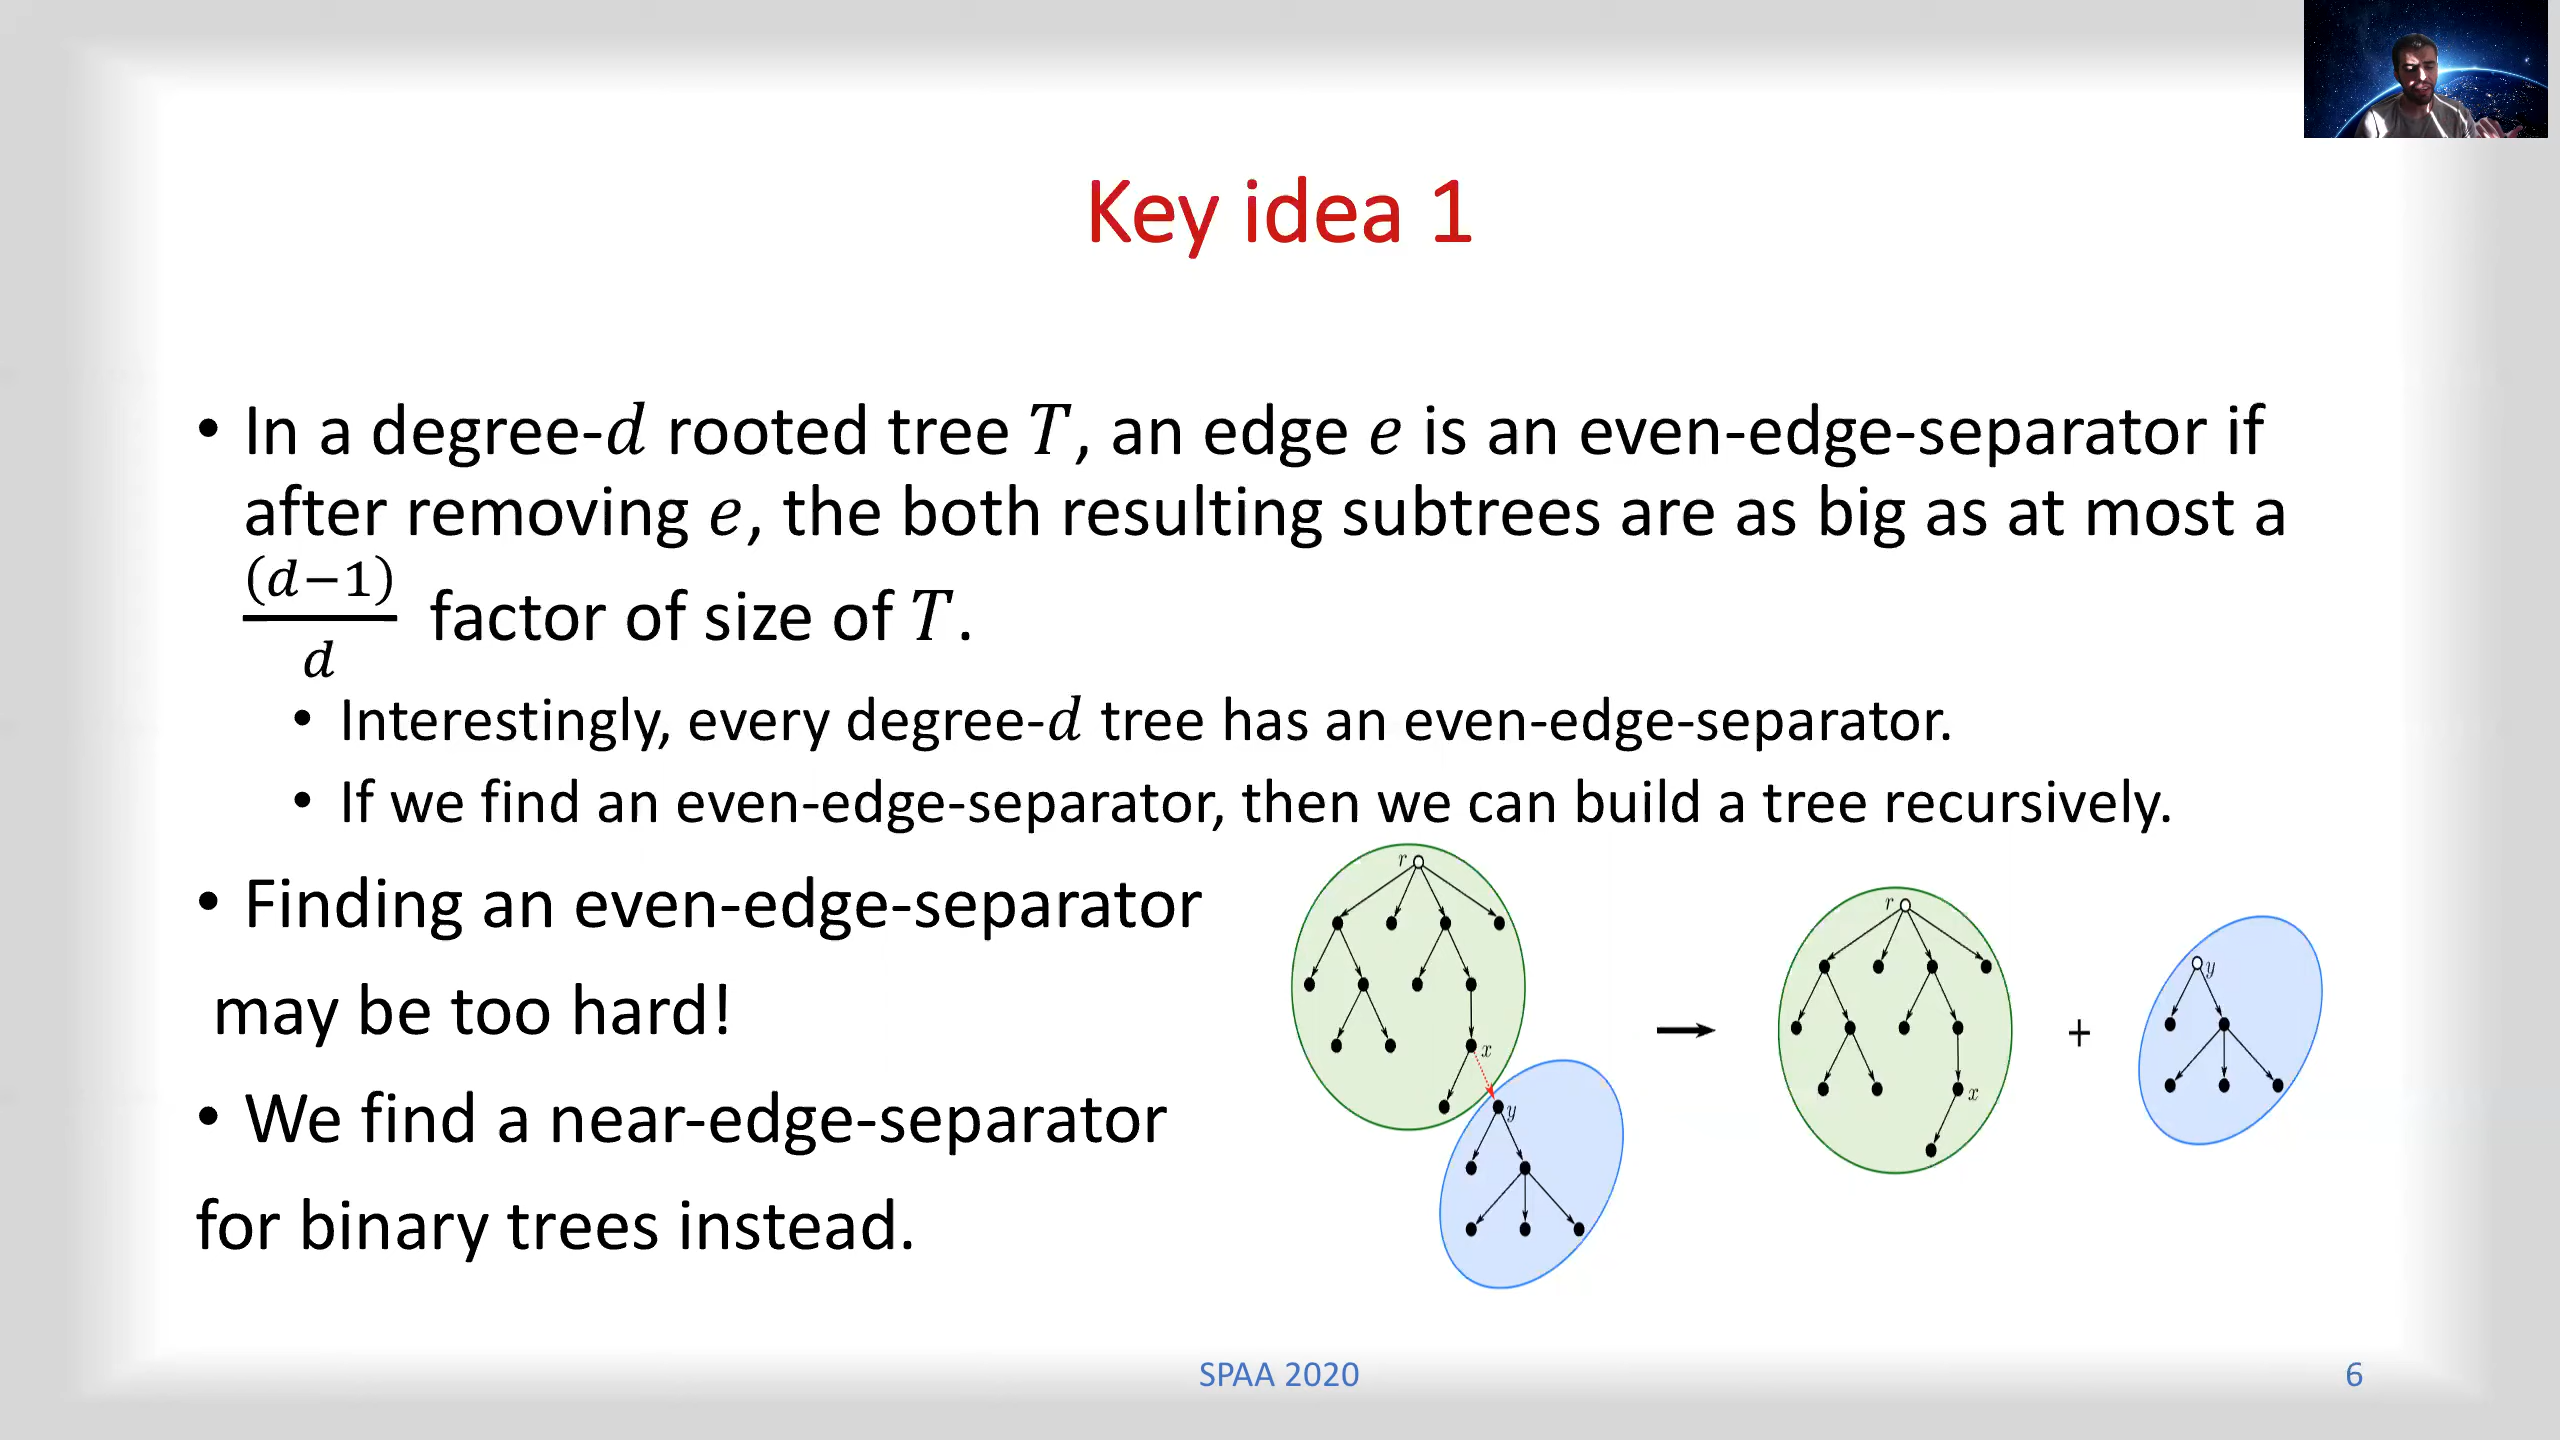 Key idea 1
• In a degree-d rooted tree T, an edge e is an even-edge-separator if
after removing e, the both resulting subtrees are as big as at most a
(d−1)/d factor of size of T.
• Interestingly, every degree-d tree has an even-edge-separator.
• If we find an even-edge-separator, then we can build a tree recursively.
• Finding an even-edge-separator
may be too hard!
• We find a near-edge-separator
for binary trees instead.
r
x
y
r
x
+
y
SPAA 2020
6